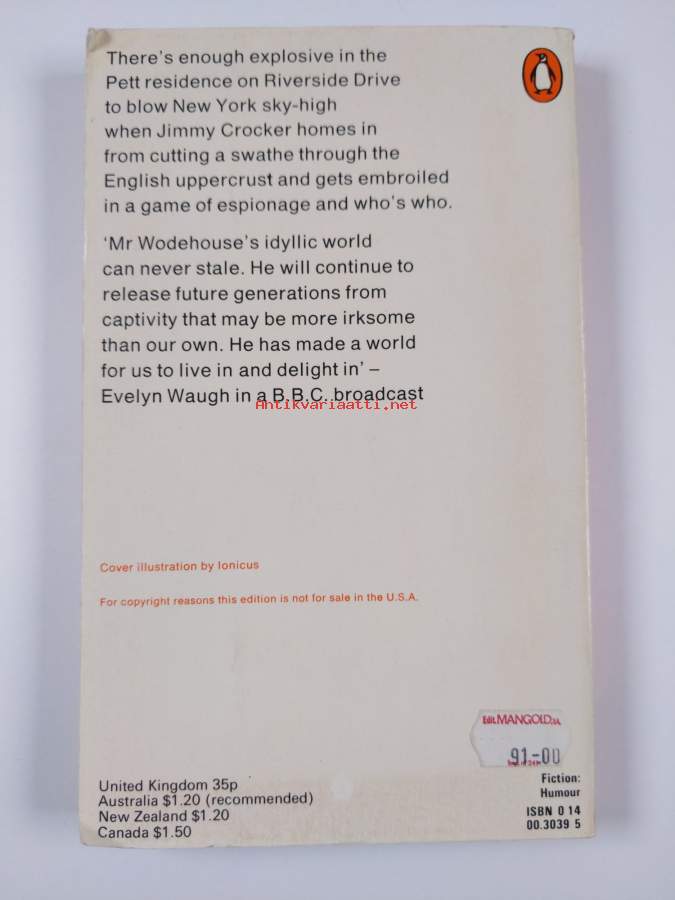 There's enough explosive in the
Pett residence on Riverside Drive
to blow New York sky-high
when Jimmy Crocker homes in
from cutting a swathe through the
English uppercrust and gets embroiled
in a game of espionage and who's who.
'Mr Wodehouse's idyllic world
can never stale. He will continue to
release future generations from
captivity that may be more irksome
than our own. He has made a world
for us to live in and delight in' –
Evelyn Waugh in a B.B.C. broadcast
Antikvariaatti.net
Cover illustration by Ionicus
For copyright reasons this edition is not for sale in the U.S.A.
Edit. MANGOLD
91-00
United Kingdom 35p
Australia $1.20 (recommended)
New Zealand $1.20
Canada $1.50
Fiction:
Humour
ISBN 0 14
00.3039 5